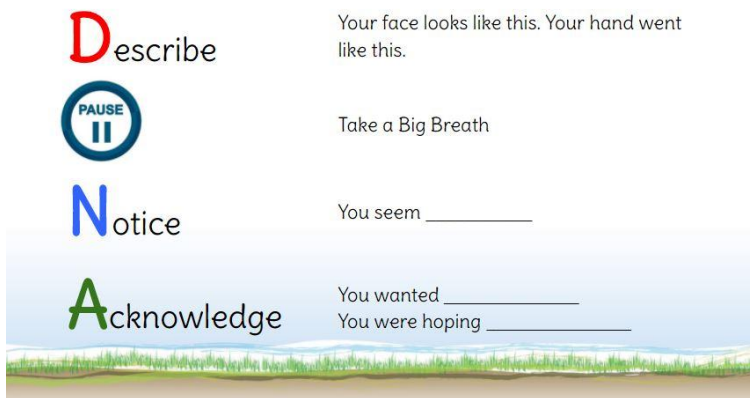 Describe
Your face looks like this. Your hand went
like this.
PAUSE
Take a Big Breath
Notice
You seem __________
Acknowledge
You wanted _____________
You were hoping ______________